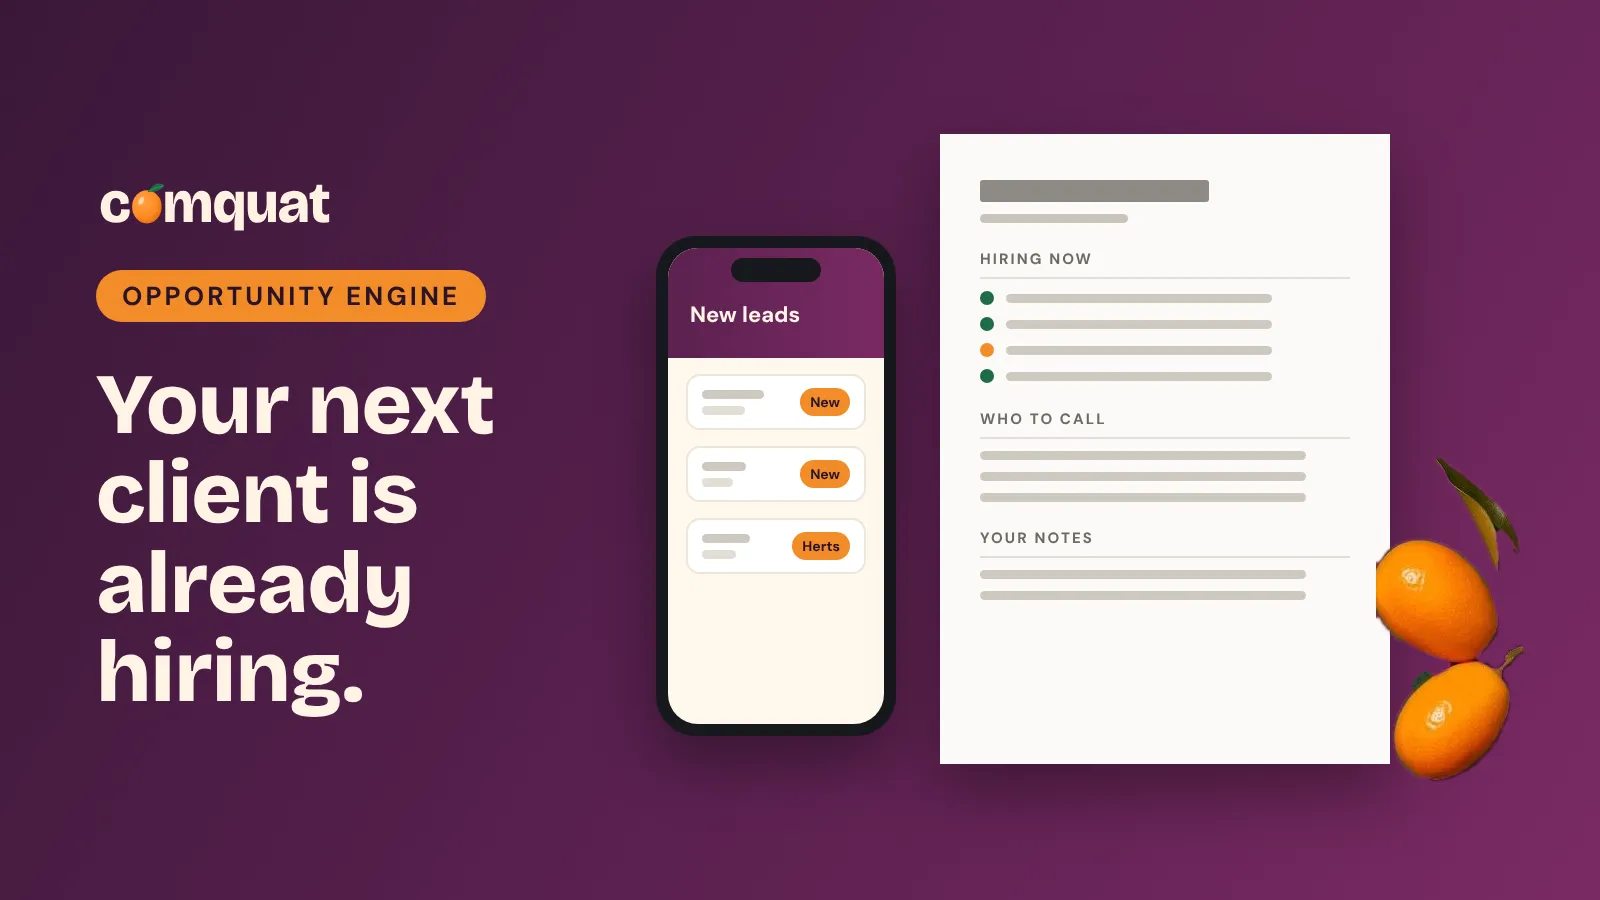 comquat
OPPORTUNITY ENGINE
Your next
client is
already
hiring.
New leads
New
New
Herts
HIRING NOW
WHO TO CALL
YOUR NOTES